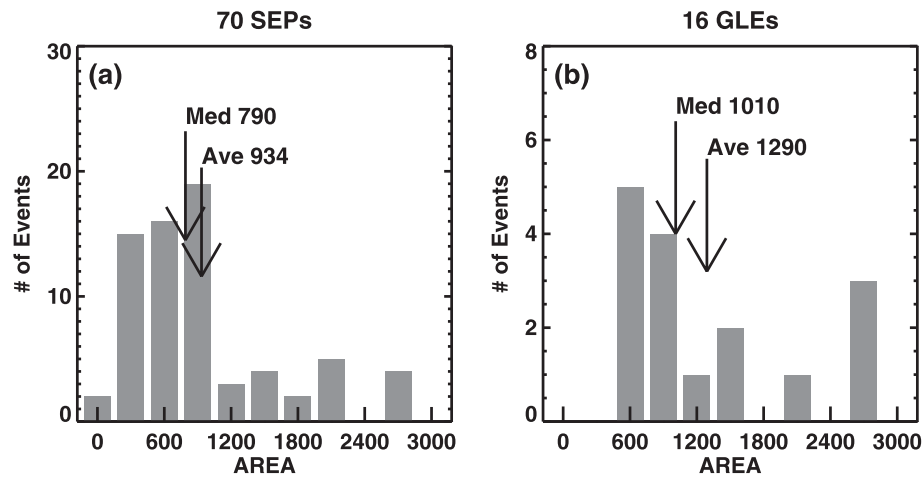 70 SEPs
30
(a)
Med 790
Ave 934
20
# of Events
10
0
0 600 1200 1800 2400 3000
AREA
16 GLEs
8
(b)
Med 1010
Ave 1290
6
# of Events
4
2
0
0 600 1200 1800 2400 3000
AREA